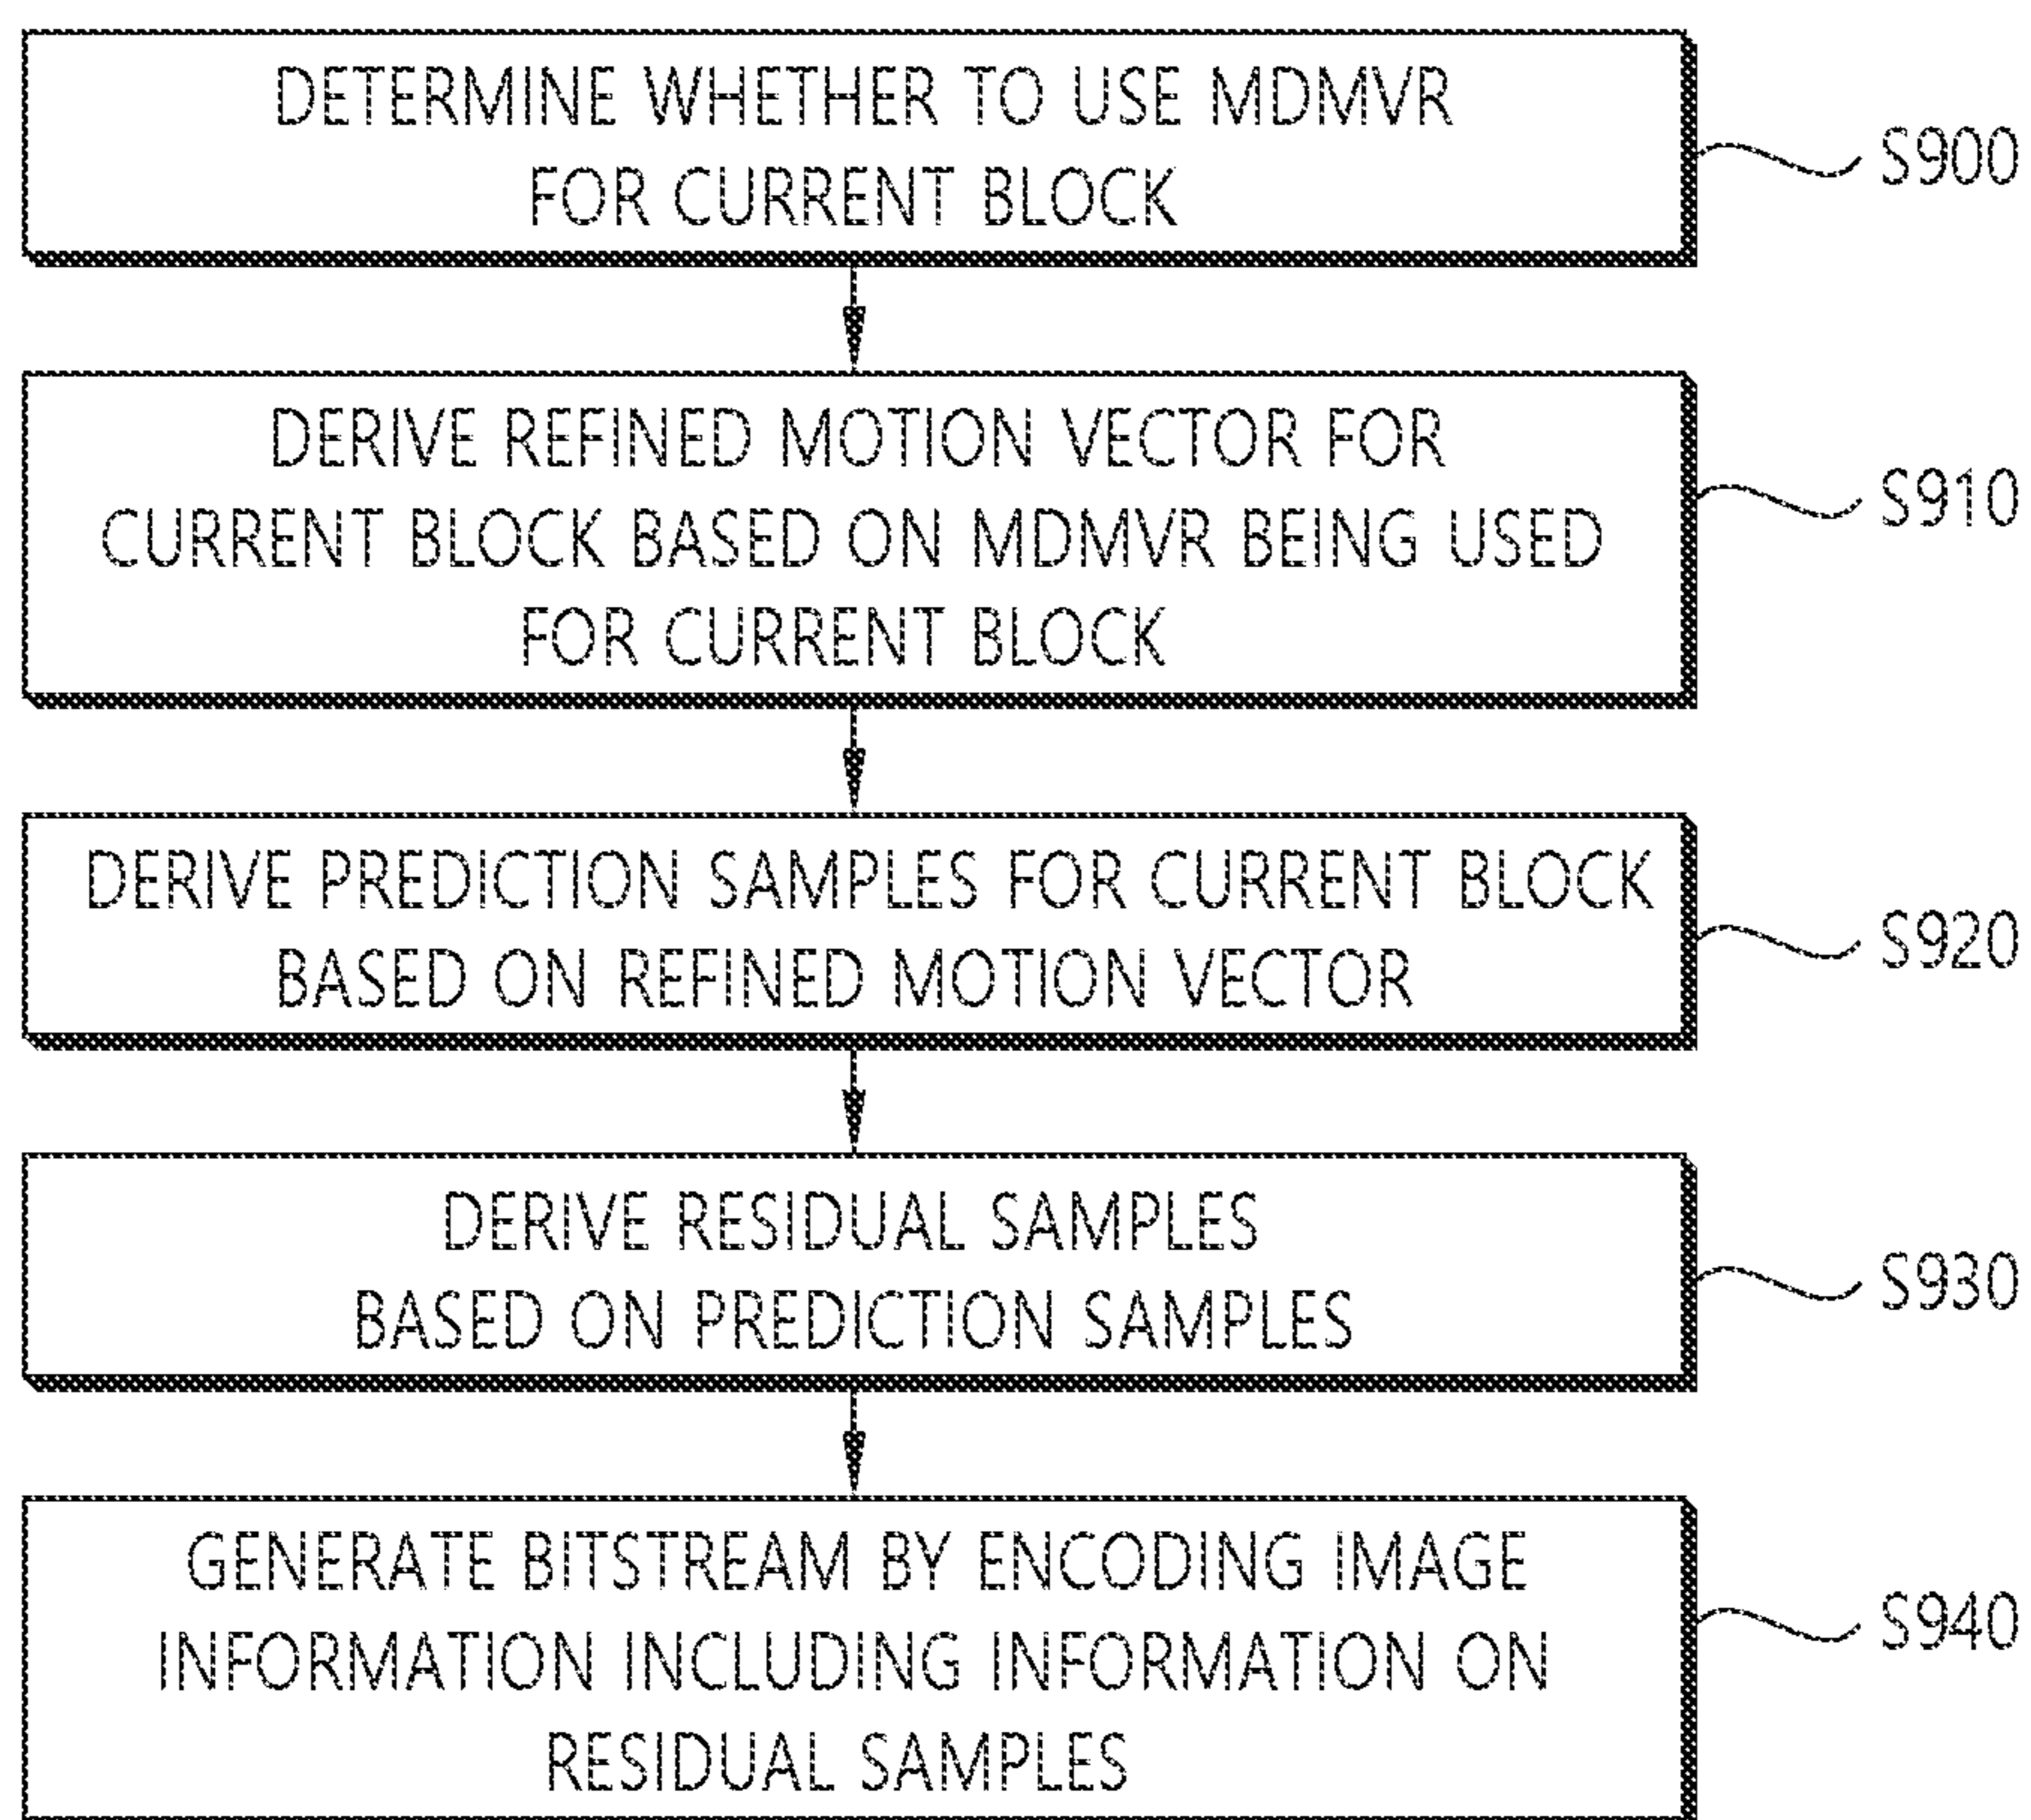 DETERMINE WHETHER TO USE MDMVR
FOR CURRENT BLOCK
S900
DERIVE REFINED MOTION VECTOR FOR
CURRENT BLOCK BASED ON MDMVR BEING USED
FOR CURRENT BLOCK
S910
DERIVE PREDICTION SAMPLES FOR CURRENT BLOCK
BASED ON REFINED MOTION VECTOR
S920
DERIVE RESIDUAL SAMPLES
BASED ON PREDICTION SAMPLES
S930
GENERATE BITSTREAM BY ENCODING IMAGE
INFORMATION INCLUDING INFORMATION ON
RESIDUAL SAMPLES
S940